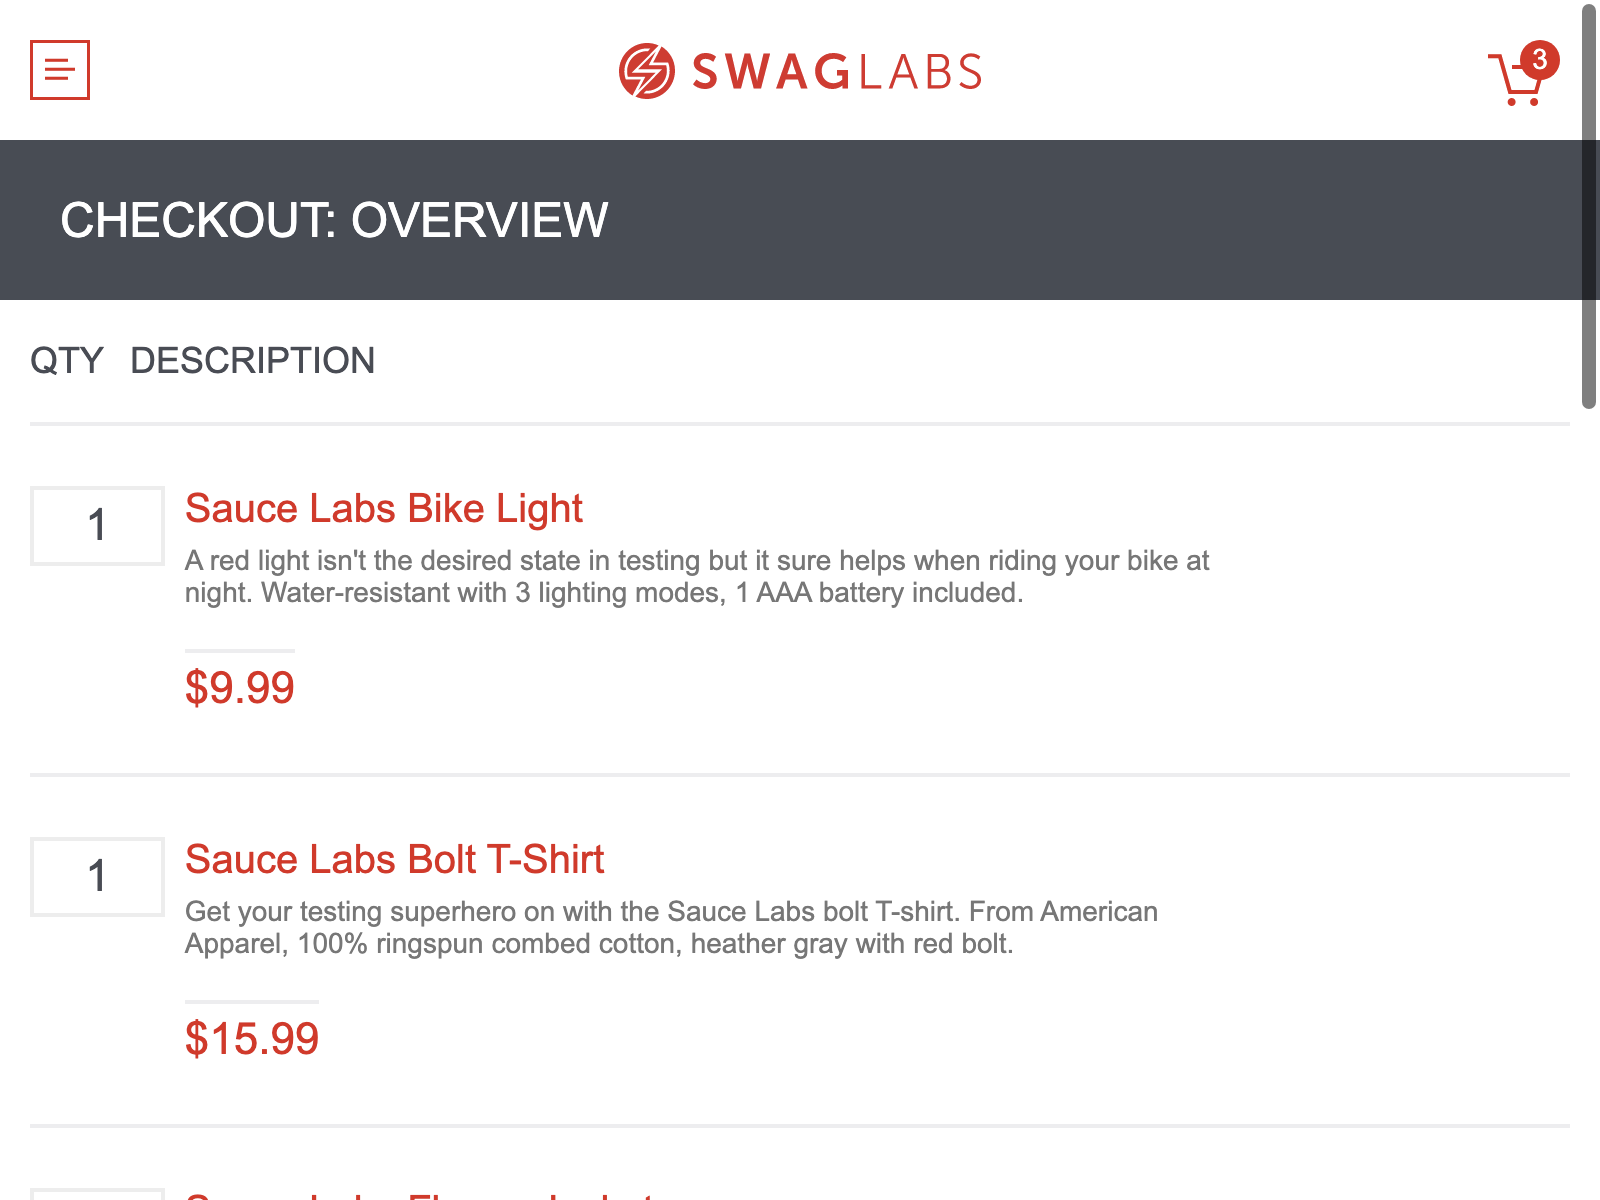 SWAGLABS
3
CHECKOUT: OVERVIEW
QTY DESCRIPTION
1
Sauce Labs Bike Light
A red light isn't the desired state in testing but it sure helps when riding your bike at
night. Water-resistant with 3 lighting modes, 1 AAA battery included.
$9.99
1
Sauce Labs Bolt T-Shirt
Get your testing superhero on with the Sauce Labs bolt T-shirt. From American
Apparel, 100% ringspun combed cotton, heather gray with red bolt.
$15.99